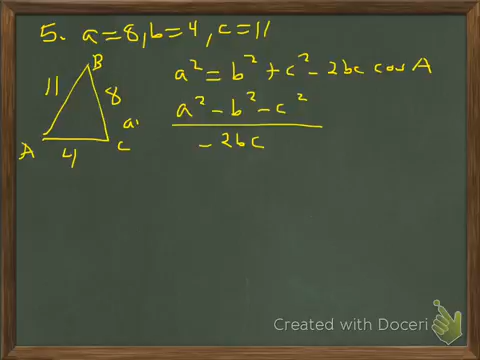 5. a=8, b=4, c=11
B
11
8
a.
A
4
C
a² = b² + c² - 2bc cos A
a² - b² - c²
- 2bc
Created with Doceri